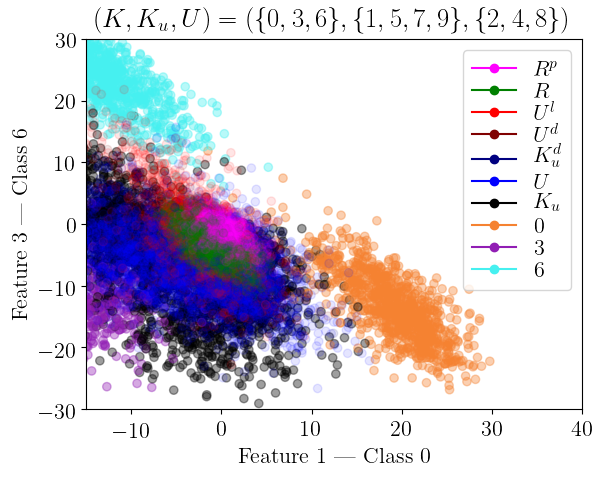 (K, K_u, U) = ({0, 3, 6}, {1, 5, 7, 9}, {2, 4, 8})
30
20
10
0
−10
−20
−30
Feature 3 — Class 6
R^p
R
U^l
U^d
K_u^d
U
K_u
0
3
6
−10 0 10 20 30 40
Feature 1 — Class 0